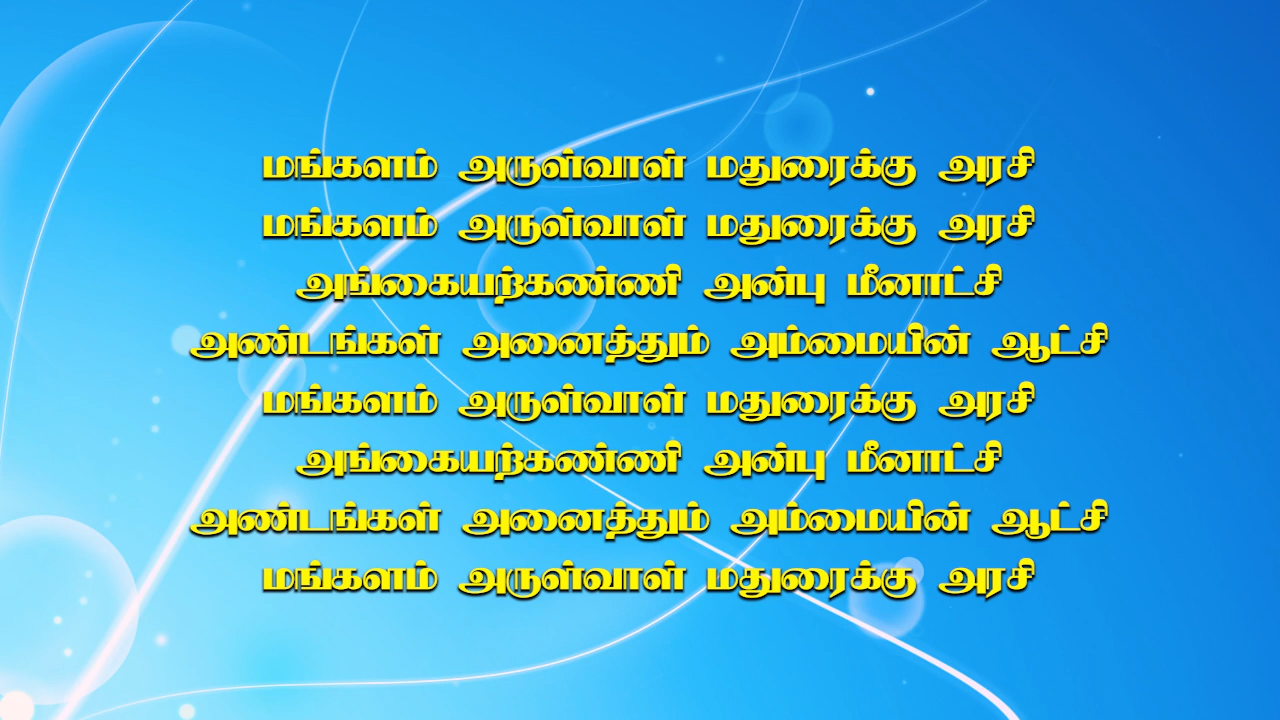 மங்களம் அருள்வாள் மதுரைக்கு அரசி
மங்களம் அருள்வாள் மதுரைக்கு அரசி
அங்கையற்கண்ணி அன்பு மீனாட்சி
அண்டங்கள் அனைத்தும் அம்மையின் ஆட்சி
மங்களம் அருள்வாள் மதுரைக்கு அரசி
அங்கையற்கண்ணி அன்பு மீனாட்சி
அண்டங்கள் அனைத்தும் அம்மையின் ஆட்சி
மங்களம் அருள்வாள் மதுரைக்கு அரசி